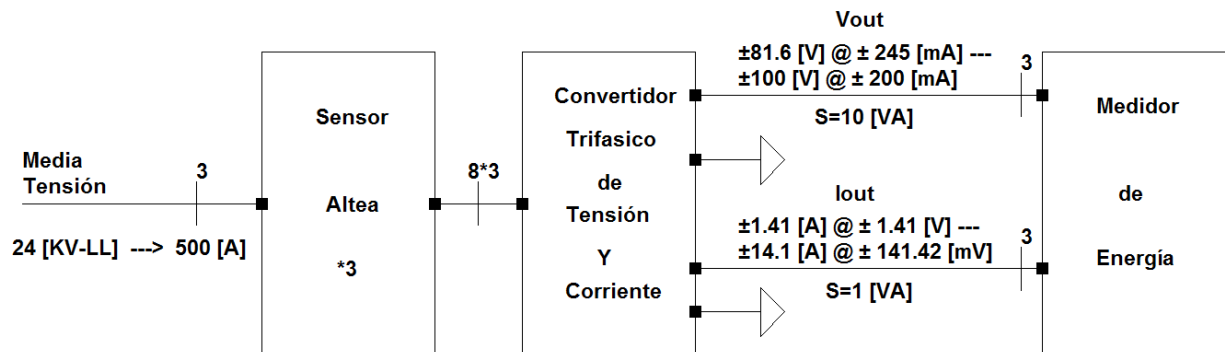 Media
Tensión
3
24 [KV-LL] ---> 500 [A]
Sensor
Altea
*3
8*3
Convertidor
Trifasico
de
Tensión
Y
Corriente
Vout
±81.6 [V] @ ± 245 [mA] ---
±100 [V] @ ± 200 [mA]
3
S=10 [VA]
Iout
±1.41 [A] @ ± 1.41 [V] ---
±14.1 [A] @ ± 141.42 [mV]
3
S=1 [VA]
Medidor
de
Energía